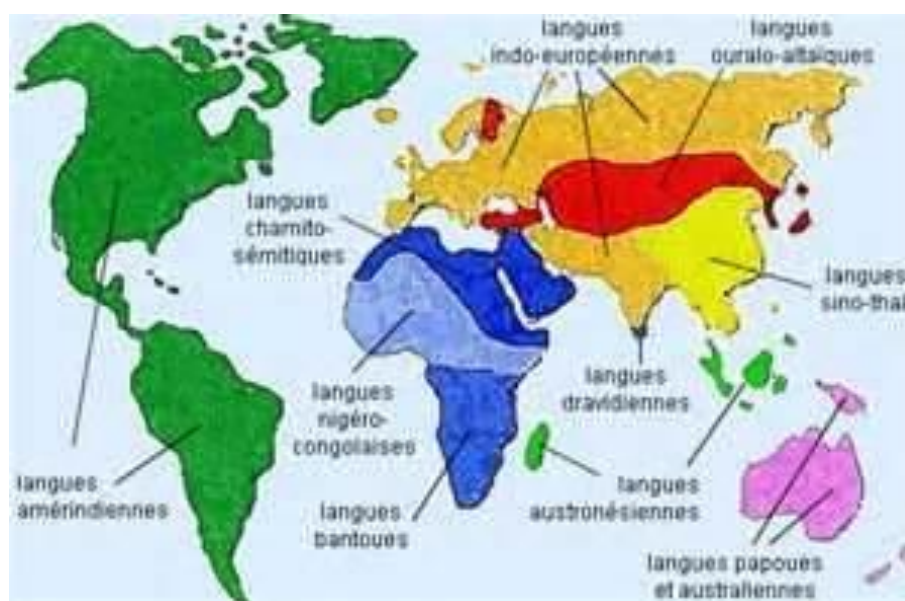 langues
indo-européennes
langues
ouralo-altaïques
langues
chamito-
sémitiques
langues
sino-thaï
langues
nigéro-
congolaises
langues
dravidiennes
langues
amérindiennes
langues
bantoues
langues
austronésiennes
langues papoues
et australiennes